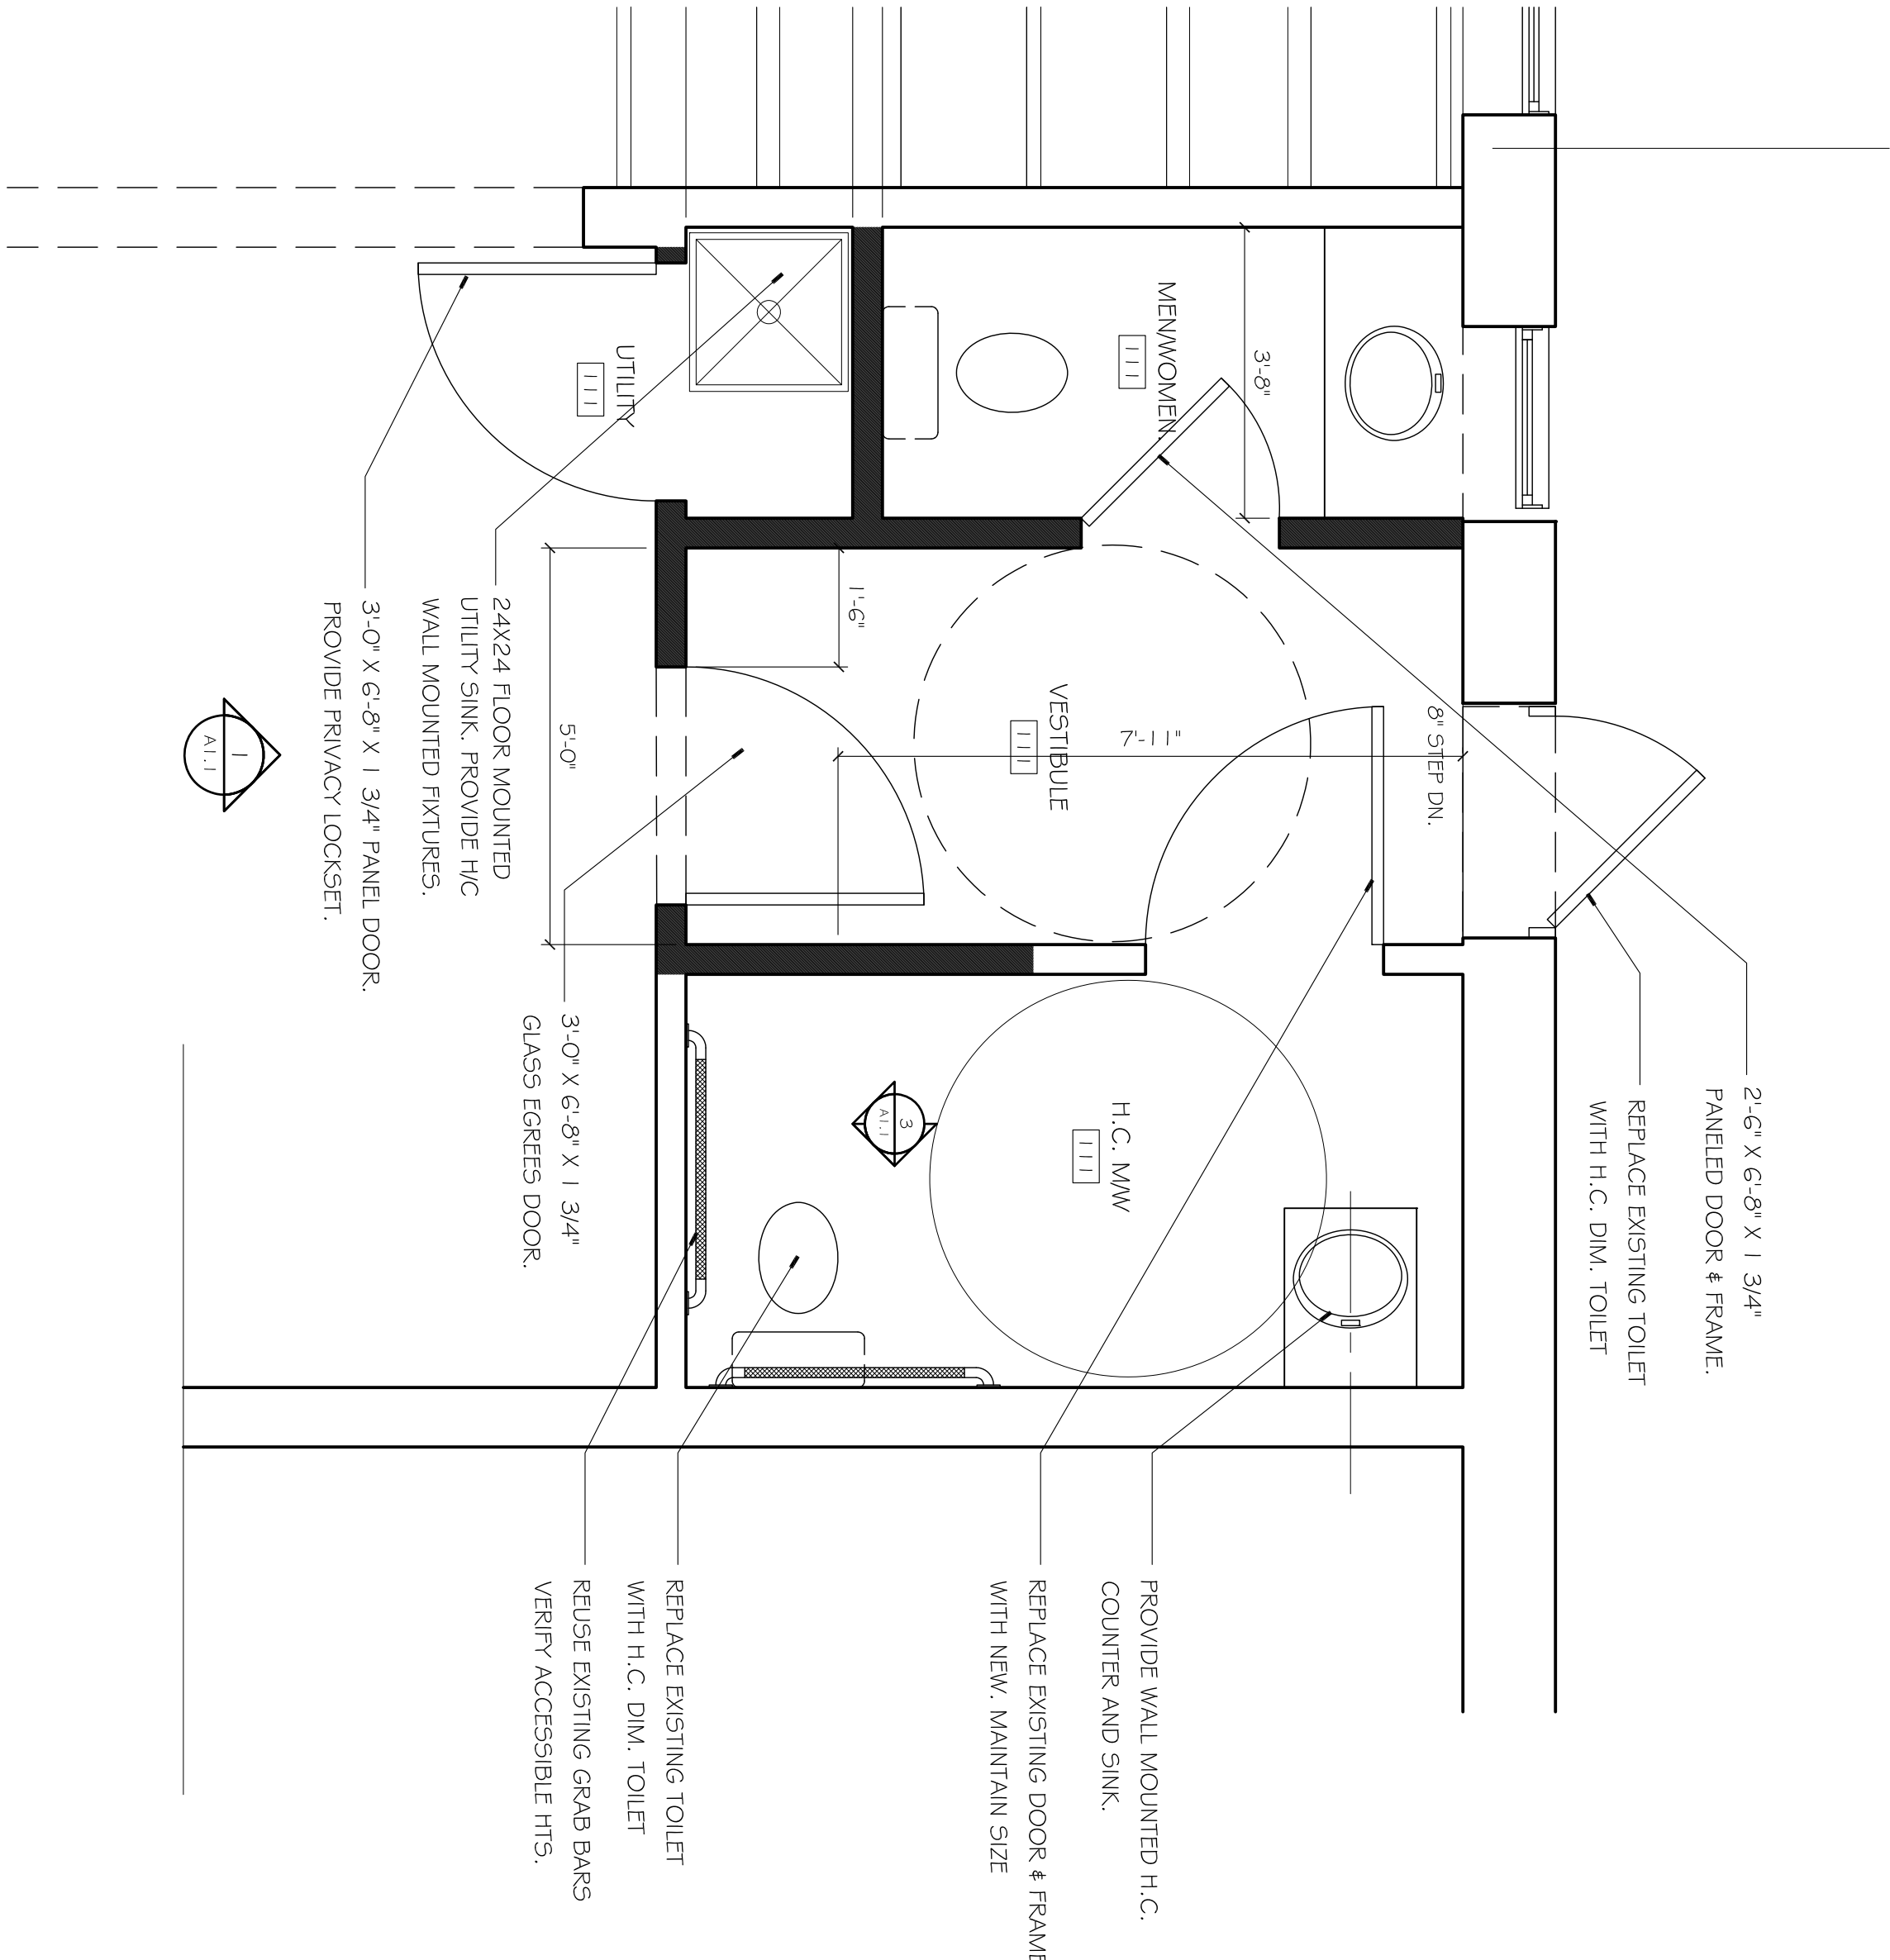 2'-6" X 6'-8" X 1 3/4"
PANELED DOOR & FRAME.
REPLACE EXISTING TOILET
WITH H.C. DIM. TOILET
8" STEP DN.
3'-8"
MEN/WOMEN.
111
7'-11"
VESTIBULE
111
1'-6"
H.C. M/W
111
3
A1.1
UTILITY
111
5'-0"
24X24 FLOOR MOUNTED
UTILITY SINK. PROVIDE H/C
WALL MOUNTED FIXTURES.
3'-0" X 6'-8" X 1 3/4" PANEL DOOR.
PROVIDE PRIVACY LOCKSET.
3'-0" X 6'-8" X 1 3/4"
GLASS EGREES DOOR.
1
A1.1
PROVIDE WALL MOUNTED H.C.
COUNTER AND SINK.
REPLACE EXISTING DOOR & FRAME
WITH NEW. MAINTAIN SIZE
REPLACE EXISTING TOILET
WITH H.C. DIM. TOILET
REUSE EXISTING GRAB BARS
VERIFY ACCESSIBLE HTS.